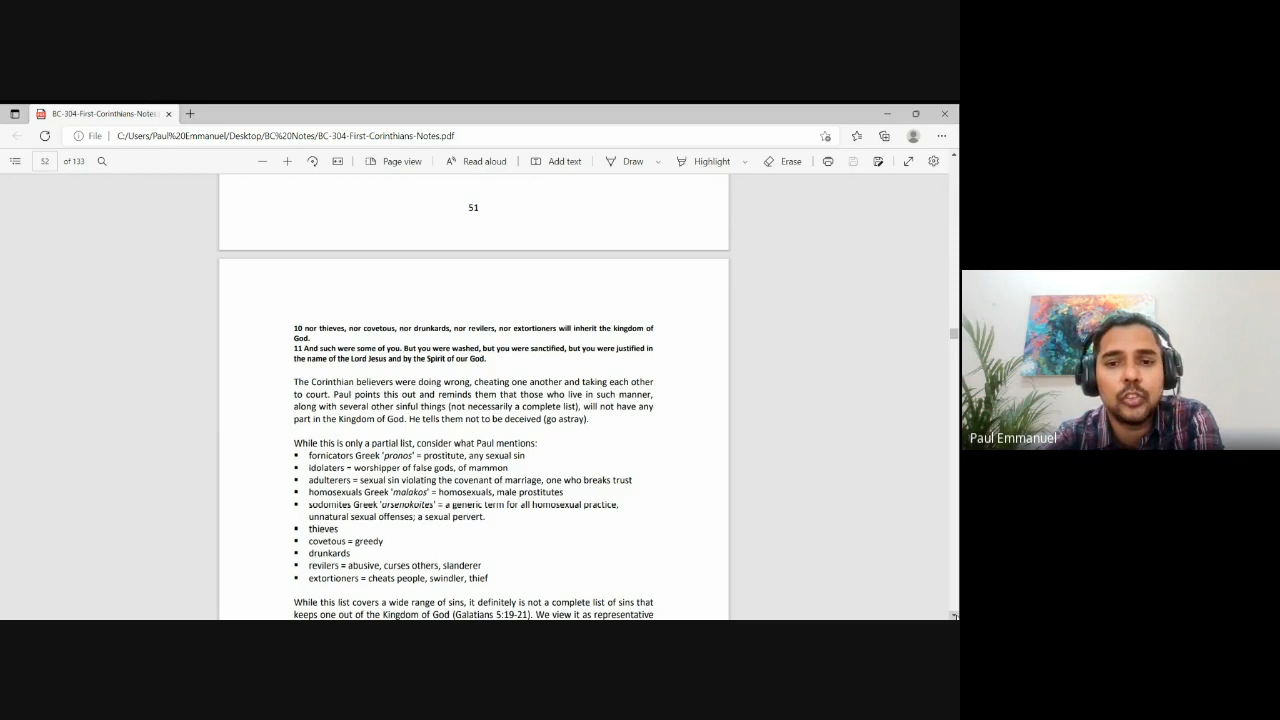 BC-304-First-Corinthians-Notes
File C:/Users/Paul%20Emmanuel/Desktop/BC%20Notes/BC-304-First-Corinthians-Notes.pdf
52 of 133 Page view Read aloud Add text Draw Highlight Erase
51
10 nor thieves, nor covetous, nor drunkards, nor revilers, nor extortioners will inherit the kingdom of
God.
11 And such were some of you. But you were washed, but you were sanctified, but you were justified in
the name of the Lord Jesus and by the Spirit of our God.
The Corinthian believers were doing wrong, cheating one another and taking each other
to court. Paul points this out and reminds them that those who live in such manner,
along with several other sinful things (not necessarily a complete list), will not have any
part in the Kingdom of God. He tells them not to be deceived (go astray).
While this is only a partial list, consider what Paul mentions:
▪ fornicators Greek 'pronos' = prostitute, any sexual sin
▪ idolaters = worshipper of false gods, of mammon
▪ adulterers = sexual sin violating the covenant of marriage, one who breaks trust
▪ homosexuals Greek 'malakos' = homosexuals, male prostitutes
▪ sodomites Greek 'arsenokoites' = a generic term for all homosexual practice,
unnatural sexual offenses; a sexual pervert.
▪ thieves
▪ covetous = greedy
▪ drunkards
▪ revilers = abusive, curses others, slanderer
▪ extortioners = cheats people, swindler, thief
While this list covers a wide range of sins, it definitely is not a complete list of sins that
keeps one out of the Kingdom of God (Galatians 5:19-21). We view it as representative
Paul Emmanuel